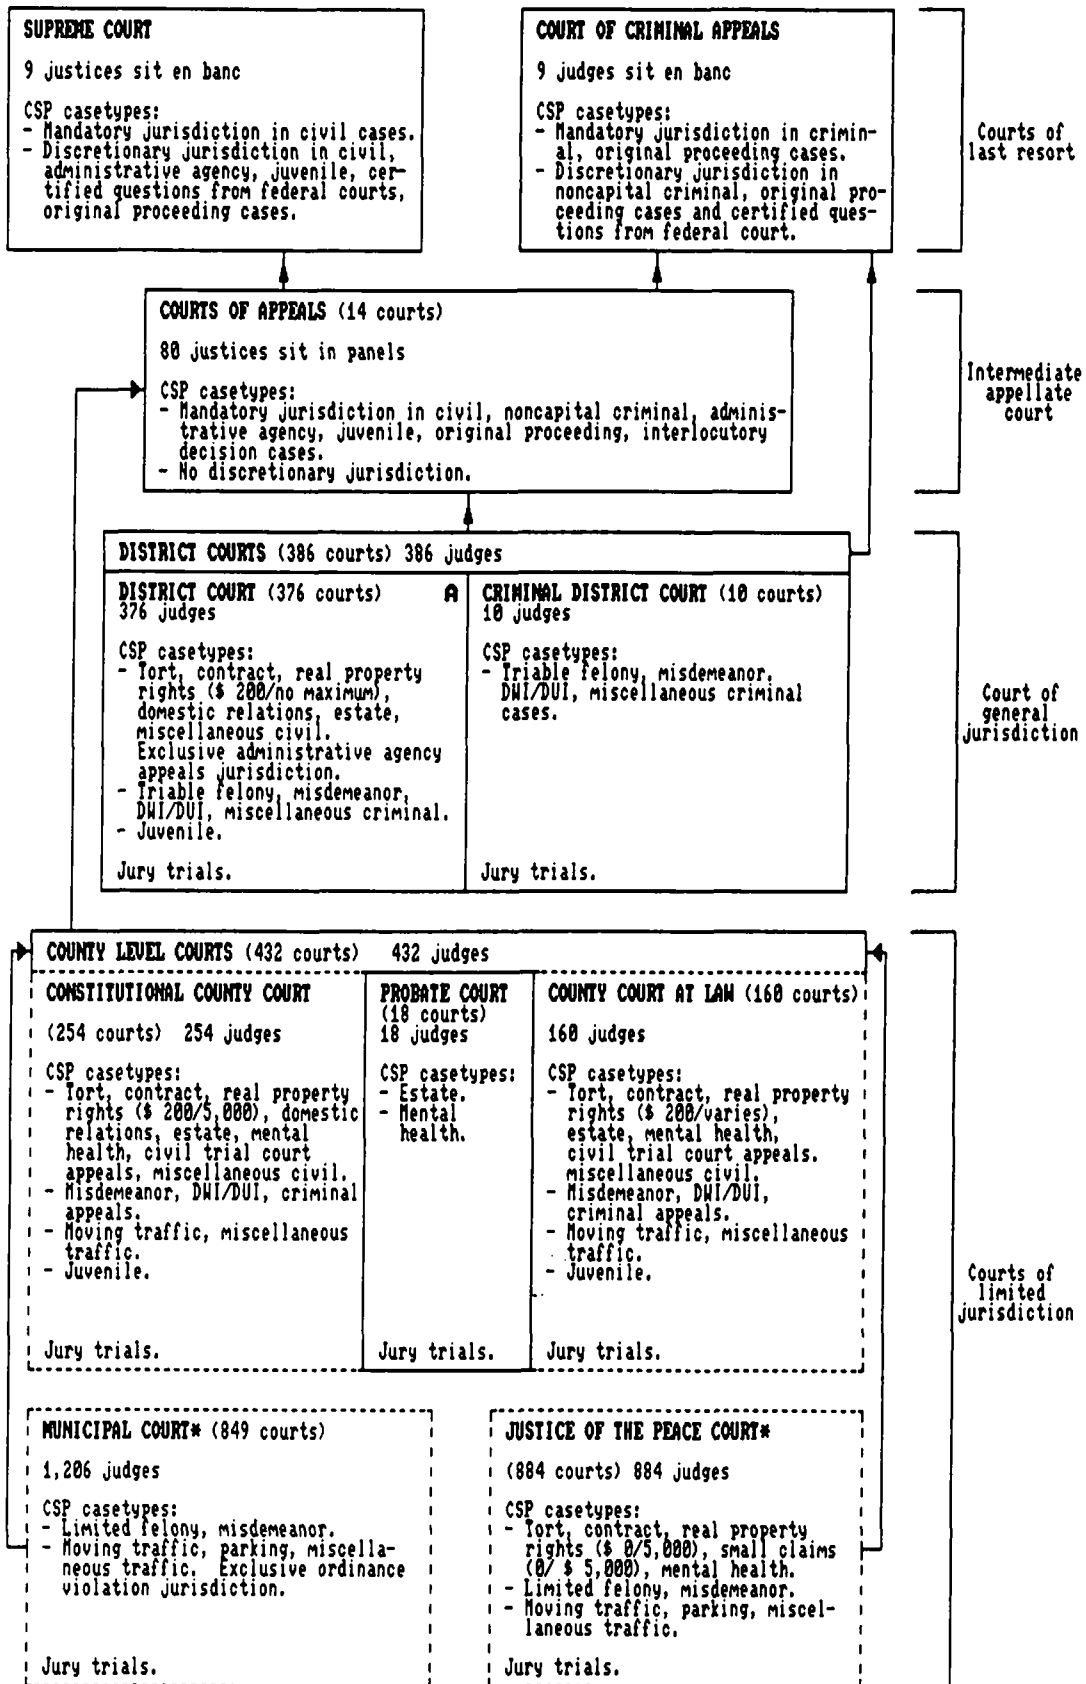 SUPREME COURT
9 justices sit en banc
CSP casetypes:
- Mandatory jurisdiction in civil cases.
- Discretionary jurisdiction in civil,
administrative agency, juvenile, cer-
tified questions from federal courts,
original proceeding cases.
COURT OF CRIMINAL APPEALS
9 judges sit en banc
CSP casetypes:
- Mandatory jurisdiction in crimin-
al, original proceeding cases.
- Discretionary jurisdiction in
noncapital criminal, original pro-
ceeding cases and certified ques-
tions from federal court.
Courts of
last resort
COURTS OF APPEALS (14 courts)
80 justices sit in panels
CSP casetypes:
- Mandatory jurisdiction in civil, noncapital criminal, adminis-
trative agency, juvenile, original proceeding, interlocutory
decision cases.
- No discretionary jurisdiction.
Intermediate
appellate
court
DISTRICT COURTS (386 courts) 386 judges
DISTRICT COURT (376 courts) A
376 judges
CSP casetypes:
- Tort, contract, real property
rights ($ 200/no maximum),
domestic relations, estate,
miscellaneous civil.
Exclusive administrative agency
appeals jurisdiction.
- Triable felony, misdemeanor,
DWI/DUI, miscellaneous criminal.
- Juvenile.
Jury trials.
CRIMINAL DISTRICT COURT (10 courts)
10 judges
CSP casetypes:
- Triable felony, misdemeanor,
DWI/DUI, miscellaneous criminal
cases.
Jury trials.
Court of
general
jurisdiction
COUNTY LEVEL COURTS (432 courts) 432 judges
CONSTITUTIONAL COUNTY COURT
(254 courts) 254 judges
CSP casetypes:
- Tort, contract, real property
rights ($ 200/5,000), domestic
relations, estate, mental
health, civil trial court
appeals, miscellaneous civil.
- Misdemeanor, DWI/DUI, criminal
appeals.
- Moving traffic, miscellaneous
traffic.
- Juvenile.
Jury trials.
PROBATE COURT
(18 courts)
18 judges
CSP casetypes:
- Estate.
- Mental
health.
Jury trials.
COUNTY COURT AT LAW (160 courts)
160 judges
CSP casetypes:
- Tort, contract, real property
rights ($ 200/varies),
estate, mental health,
civil trial court appeals.
miscellaneous civil.
- Misdemeanor, DWI/DUI,
criminal appeals.
- Moving traffic, miscellaneous
traffic.
- Juvenile.
Jury trials.
Courts of
limited
jurisdiction
MUNICIPAL COURT* (849 courts)
1,206 judges
CSP casetypes:
- Limited felony, misdemeanor.
- Moving traffic, parking, miscella-
neous traffic. Exclusive ordinance
violation jurisdiction.
Jury trials.
JUSTICE OF THE PEACE COURT*
(884 courts) 884 judges
CSP casetypes:
- Tort, contract, real property
rights ($ 0/5,000), small claims
(0/ $ 5,000), mental health.
- Limited felony, misdemeanor.
- Moving traffic, parking, miscel-
laneous traffic.
Jury trials.